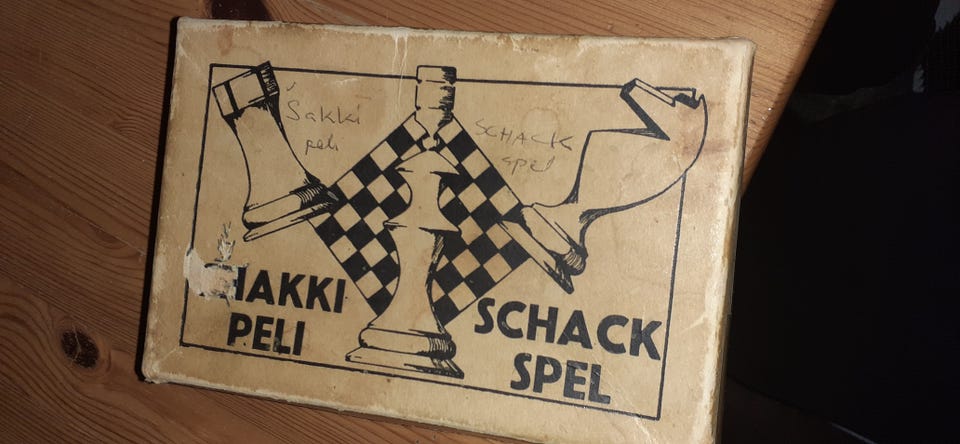 Šakki
peli
SCHACK
spel
HAKKI
PELI
SCHACK
SPEL